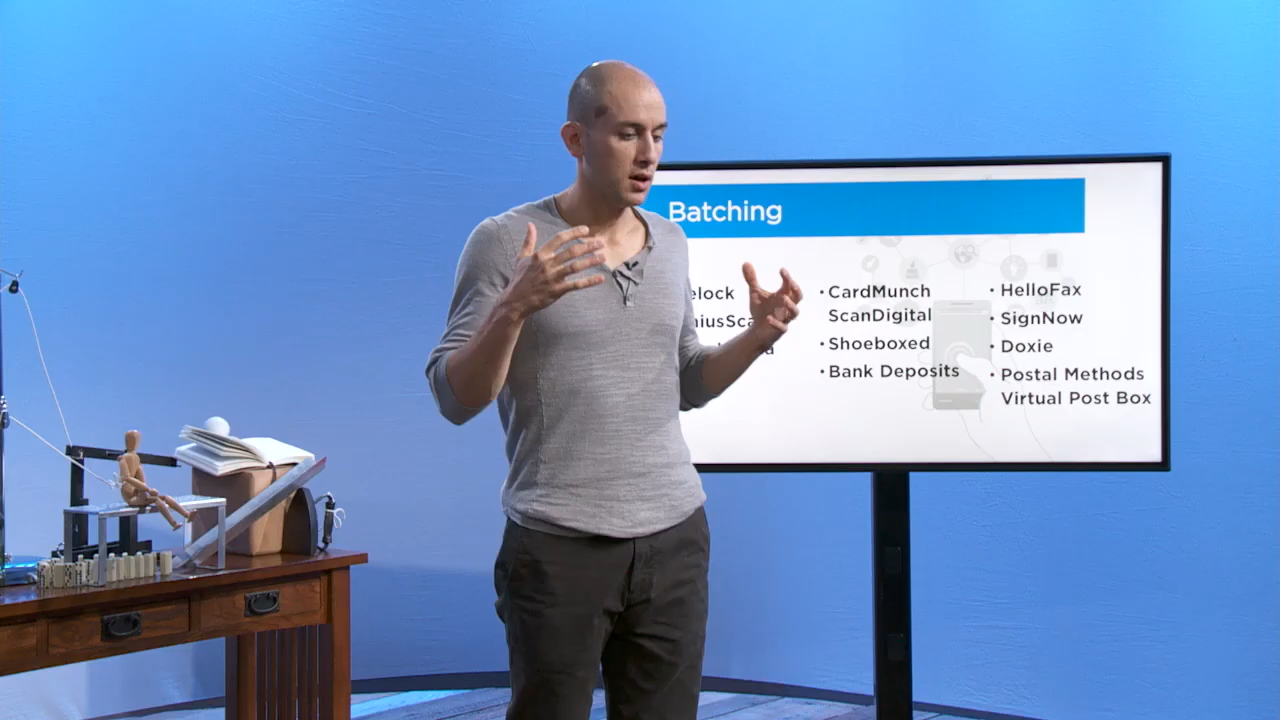 Batching
• CardMunch
ScanDigital
• Shoeboxed
• Bank Deposits
• HelloFax
• SignNow
• Doxie
• Postal Methods
Virtual Post Box